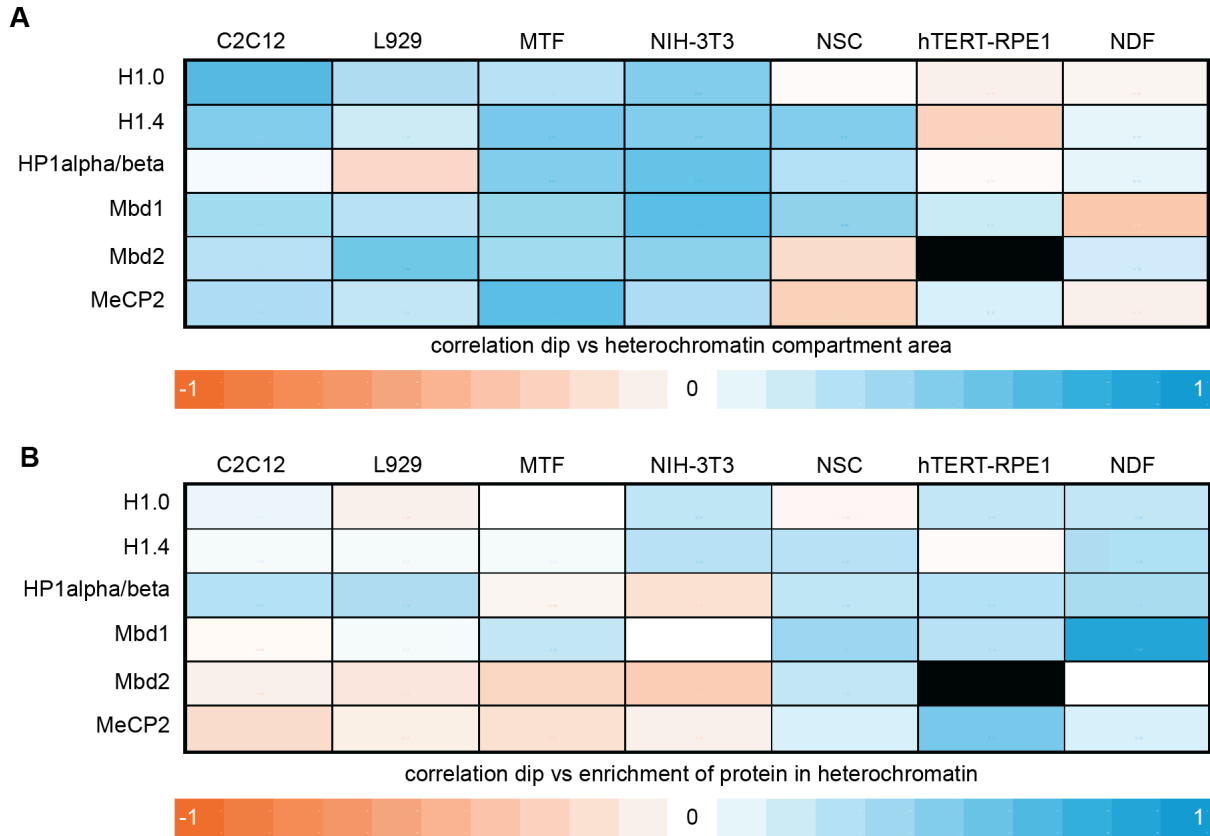 A
C2C12 L929 MTF NIH-3T3 NSC hTERT-RPE1 NDF
H1.0
H1.4
HP1alpha/beta
Mbd1
Mbd2
MeCP2
correlation dip vs heterochromatin compartment area
-1 0 1
B
C2C12 L929 MTF NIH-3T3 NSC hTERT-RPE1 NDF
H1.0
H1.4
HP1alpha/beta
Mbd1
Mbd2
MeCP2
correlation dip vs enrichment of protein in heterochromatin
-1 0 1